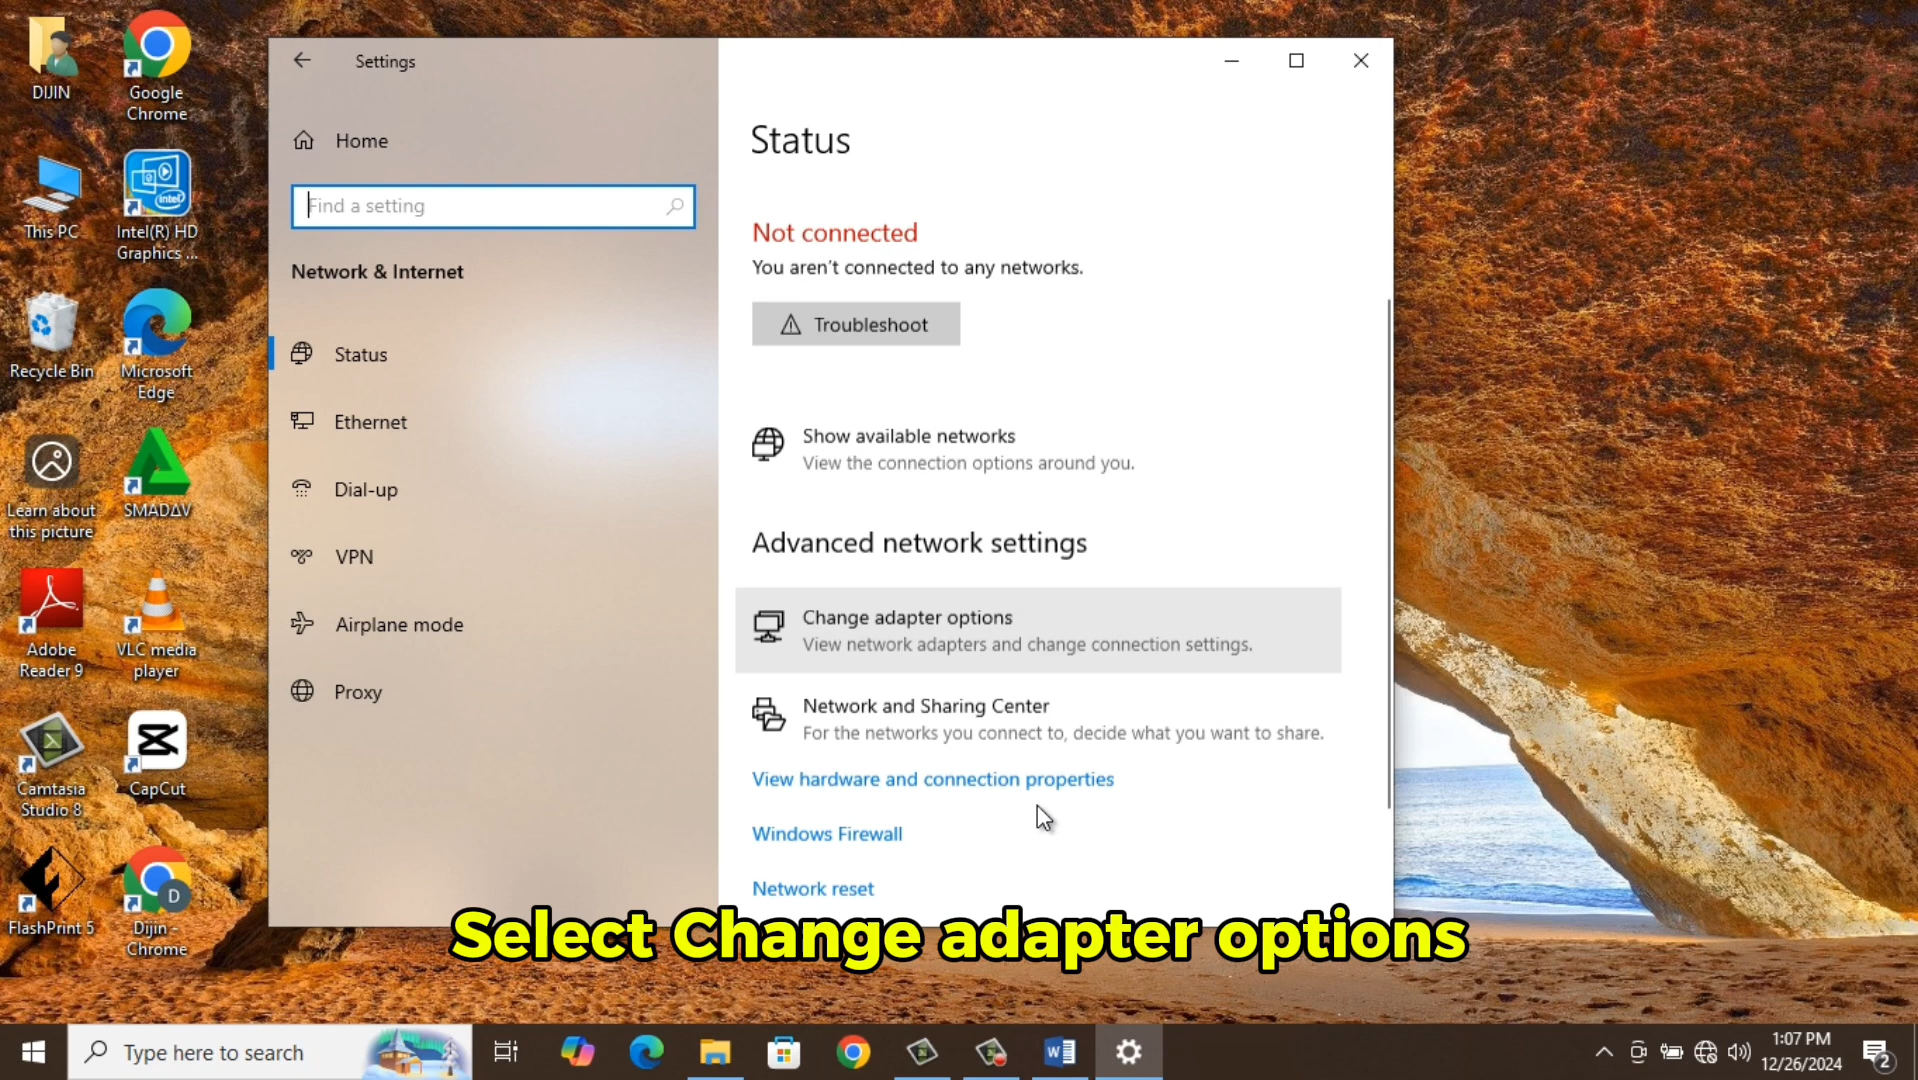 DIJIN
Google
Chrome
This PC
Intel(R) HD
Graphics ...
Recycle Bin
Microsoft
Edge
Learn about
this picture
SMADΔV
Adobe
Reader 9
VLC media
player
Camtasia
Studio 8
CapCut
FlashPrint 5
Dijin -
Chrome
Settings
Home
Find a setting
Network & Internet
Status
Ethernet
Dial-up
VPN
Airplane mode
Proxy
Status
Not connected
You aren't connected to any networks.
Troubleshoot
Show available networks
View the connection options around you.
Advanced network settings
Change adapter options
View network adapters and change connection settings.
Network and Sharing Center
For the networks you connect to, decide what you want to share.
View hardware and connection properties
Windows Firewall
Network reset
Select Change adapter options
Type here to search
1:07 PM
12/26/2024
2